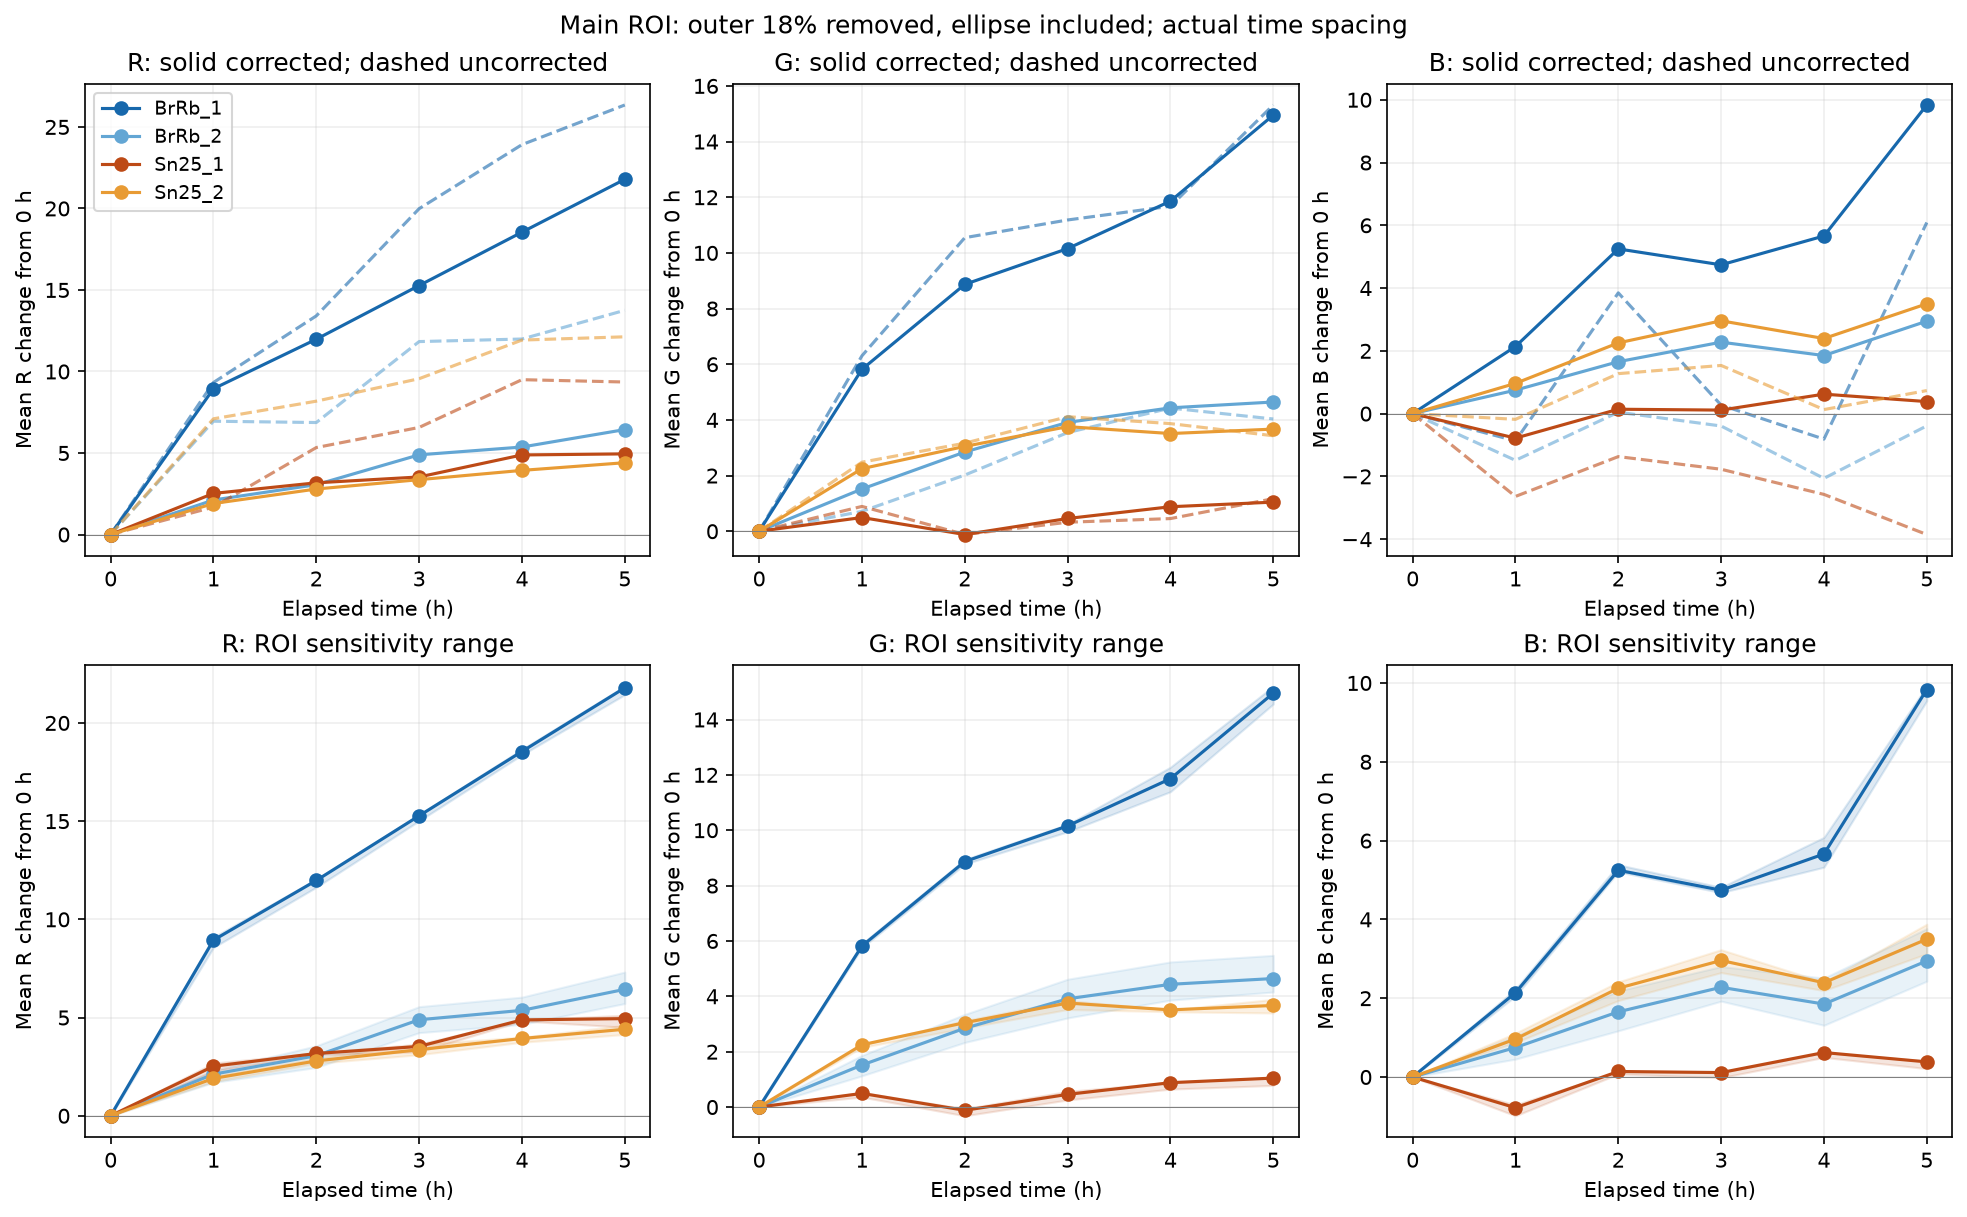 Main ROI: outer 18% removed, ellipse included; actual time spacing
R: solid corrected; dashed uncorrected
Mean R change from 0 h
25
20
15
10
5
0
BrRb_1
BrRb_2
Sn25_1
Sn25_2
0 1 2 3 4 5
Elapsed time (h)
G: solid corrected; dashed uncorrected
Mean G change from 0 h
16
14
12
10
8
6
4
2
0
0 1 2 3 4 5
Elapsed time (h)
B: solid corrected; dashed uncorrected
Mean B change from 0 h
10
8
6
4
2
0
−2
−4
0 1 2 3 4 5
Elapsed time (h)
R: ROI sensitivity range
Mean R change from 0 h
20
15
10
5
0
0 1 2 3 4 5
Elapsed time (h)
G: ROI sensitivity range
Mean G change from 0 h
14
12
10
8
6
4
2
0
0 1 2 3 4 5
Elapsed time (h)
B: ROI sensitivity range
Mean B change from 0 h
10
8
6
4
2
0
0 1 2 3 4 5
Elapsed time (h)